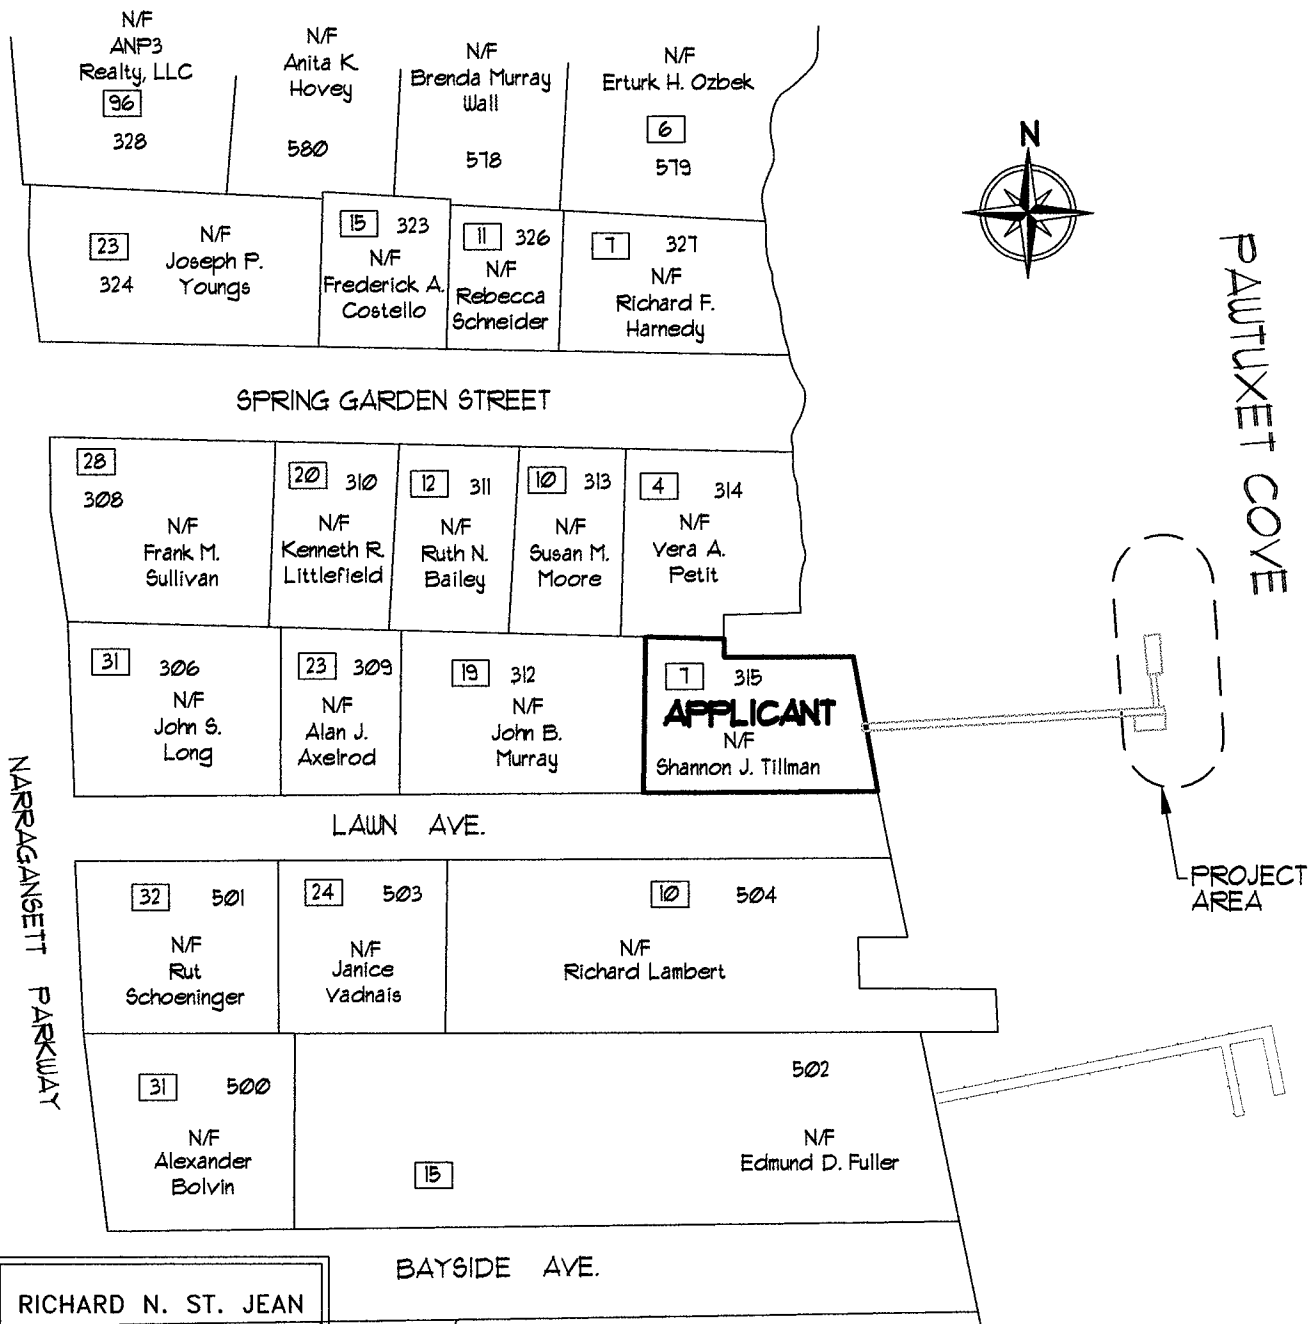 N/F
ANP3
Realty, LLC
96
328
N/F
Anita K.
Hovey
580
N/F
Brenda Murray
Wall
578
N/F
Erturk H. Ozbek
6
579
N
PAWTUXET COVE
23
324
N/F
Joseph P.
Youngs
15 323
N/F
Frederick A.
Costello
11 326
N/F
Rebecca
Schneider
7 327
N/F
Richard F.
Harnedy
SPRING GARDEN STREET
28
308
N/F
Frank M.
Sullivan
20 310
N/F
Kenneth R.
Littlefield
12 311
N/F
Ruth N.
Bailey
10 313
N/F
Susan M.
Moore
4 314
N/F
Vera A.
Petit
31 306
N/F
John S.
Long
23 309
N/F
Alan J.
Axelrod
19 312
N/F
John B.
Murray
7 315
APPLICANT
N/F
Shannon J. Tillman
NARRAGANSETT PARKWAY
LAWN AVE.
PROJECT
AREA
32 501
N/F
Rut
Schoeninger
24 503
N/F
Janice
Vadnais
10 504
N/F
Richard Lambert
31 500
N/F
Alexander
Bolvin
15
502
N/F
Edmund D. Fuller
BAYSIDE AVE.
RICHARD N. ST. JEAN